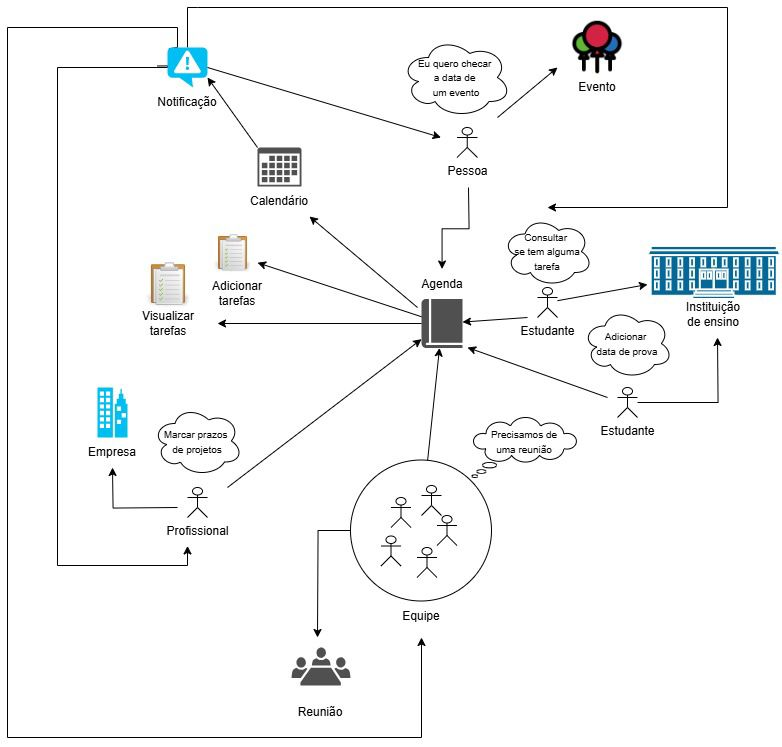 Eu quero checar
a data de
um evento
Evento
Notificação
Pessoa
Calendário
Consultar
se tem alguma
tarefa
Agenda
Adicionar
tarefas
Visualizar
tarefas
Estudante
Instituição
de ensino
Adicionar
data de prova
Estudante
Empresa
Marcar prazos
de projetos
Precisamos de
uma reunião
Profissional
Equipe
Reunião